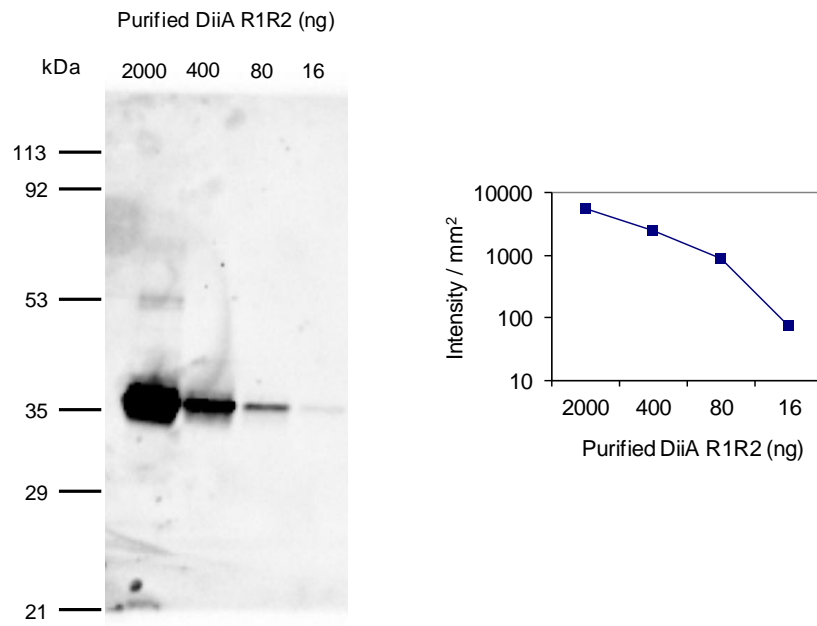 Purified DiiA R1R2 (ng)
kDa 2000 400 80 16
113
92
53
35
29
21
10000
1000
100
10
Intensity / mm²
2000 400 80 16
Purified DiiA R1R2 (ng)